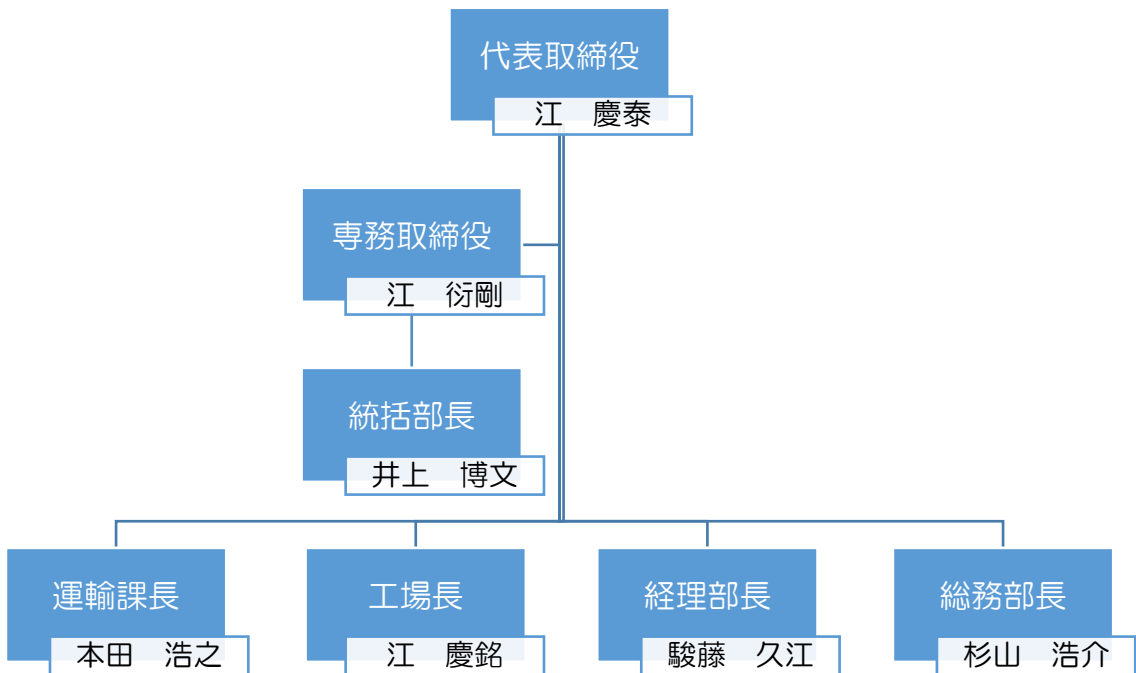 代表取締役
江　慶泰
専務取締役
江　衍剛
統括部長
井上　博文
運輸課長
本田　浩之
工場長
江　慶銘
経理部長
駿藤　久江
総務部長
杉山　浩介